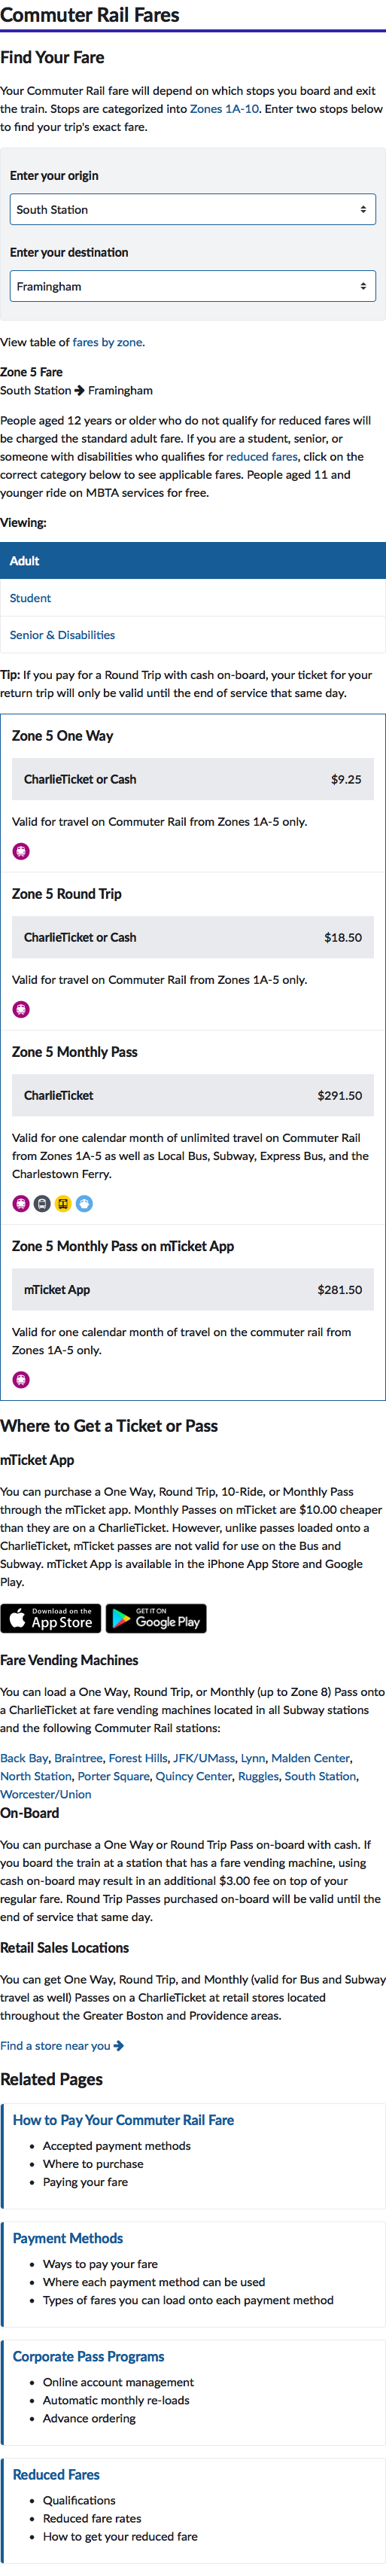 Commuter Rail Fares
Find Your Fare
Your Commuter Rail fare will depend on which stops you board and exit
the train. Stops are categorized into Zones 1A-10. Enter two stops below
to find your trip's exact fare.
Enter your origin
South Station
Enter your destination
Framingham
View table of fares by zone.
Zone 5 Fare
South Station → Framingham
People aged 12 years or older who do not qualify for reduced fares will
be charged the standard adult fare. If you are a student, senior, or
someone with disabilities who qualifies for reduced fares, click on the
correct category below to see applicable fares. People aged 11 and
younger ride on MBTA services for free.
Viewing:
Adult
Student
Senior & Disabilities
Tip: If you pay for a Round Trip with cash on-board, your ticket for your
return trip will only be valid until the end of service that same day.
Zone 5 One Way
CharlieTicket or Cash $9.25
Valid for travel on Commuter Rail from Zones 1A-5 only.
Zone 5 Round Trip
CharlieTicket or Cash $18.50
Valid for travel on Commuter Rail from Zones 1A-5 only.
Zone 5 Monthly Pass
CharlieTicket $291.50
Valid for one calendar month of unlimited travel on Commuter Rail
from Zones 1A-5 as well as Local Bus, Subway, Express Bus, and the
Charlestown Ferry.
Zone 5 Monthly Pass on mTicket App
mTicket App $281.50
Valid for one calendar month of travel on the commuter rail from
Zones 1A-5 only.
Where to Get a Ticket or Pass
mTicket App
You can purchase a One Way, Round Trip, 10-Ride, or Monthly Pass
through the mTicket app. Monthly Passes on mTicket are $10.00 cheaper
than they are on a CharlieTicket. However, unlike passes loaded onto a
CharlieTicket, mTicket passes are not valid for use on the Bus and
Subway. mTicket App is available in the iPhone App Store and Google
Play.
Download on the
App Store
GET IT ON
Google Play
Fare Vending Machines
You can load a One Way, Round Trip, or Monthly (up to Zone 8) Pass onto
a CharlieTicket at fare vending machines located in all Subway stations
and the following Commuter Rail stations:
Back Bay, Braintree, Forest Hills, JFK/UMass, Lynn, Malden Center,
North Station, Porter Square, Quincy Center, Ruggles, South Station,
Worcester/Union
On-Board
You can purchase a One Way or Round Trip Pass on-board with cash. If
you board the train at a station that has a fare vending machine, using
cash on-board may result in an additional $3.00 fee on top of your
regular fare. Round Trip Passes purchased on-board will be valid until the
end of service that same day.
Retail Sales Locations
You can get One Way, Round Trip, and Monthly (valid for Bus and Subway
travel as well) Passes on a CharlieTicket at retail stores located
throughout the Greater Boston and Providence areas.
Find a store near you →
Related Pages
How to Pay Your Commuter Rail Fare
• Accepted payment methods
• Where to purchase
• Paying your fare
Payment Methods
• Ways to pay your fare
• Where each payment method can be used
• Types of fares you can load onto each payment method
Corporate Pass Programs
• Online account management
• Automatic monthly re-loads
• Advance ordering
Reduced Fares
• Qualifications
• Reduced fare rates
• How to get your reduced fare